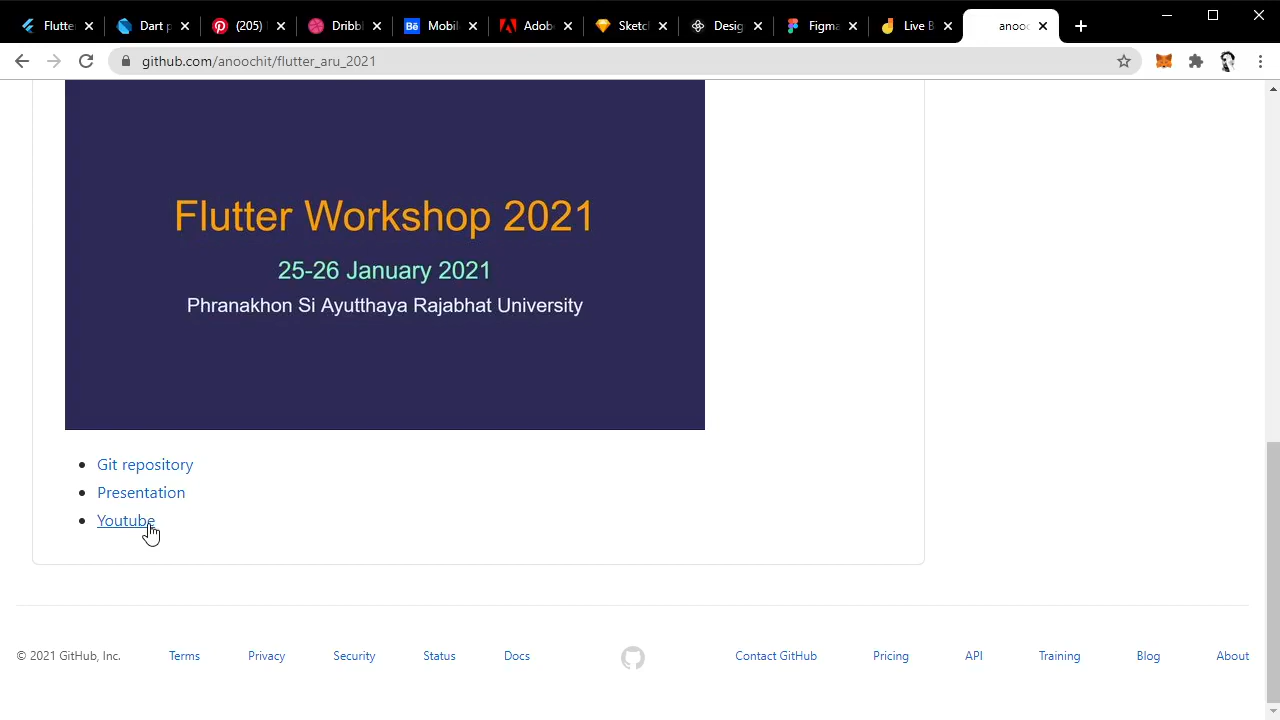 Flutter
Dart p
(205)
Dribb
Mobil
Adob
Sketc
Design
Figma
Live B
anooc
github.com/anoochit/flutter_aru_2021
Flutter Workshop 2021
25-26 January 2021
Phranakhon Si Ayutthaya Rajabhat University
Git repository
Presentation
Youtube
© 2021 GitHub, Inc.
Terms
Privacy
Security
Status
Docs
Contact GitHub
Pricing
API
Training
Blog
About